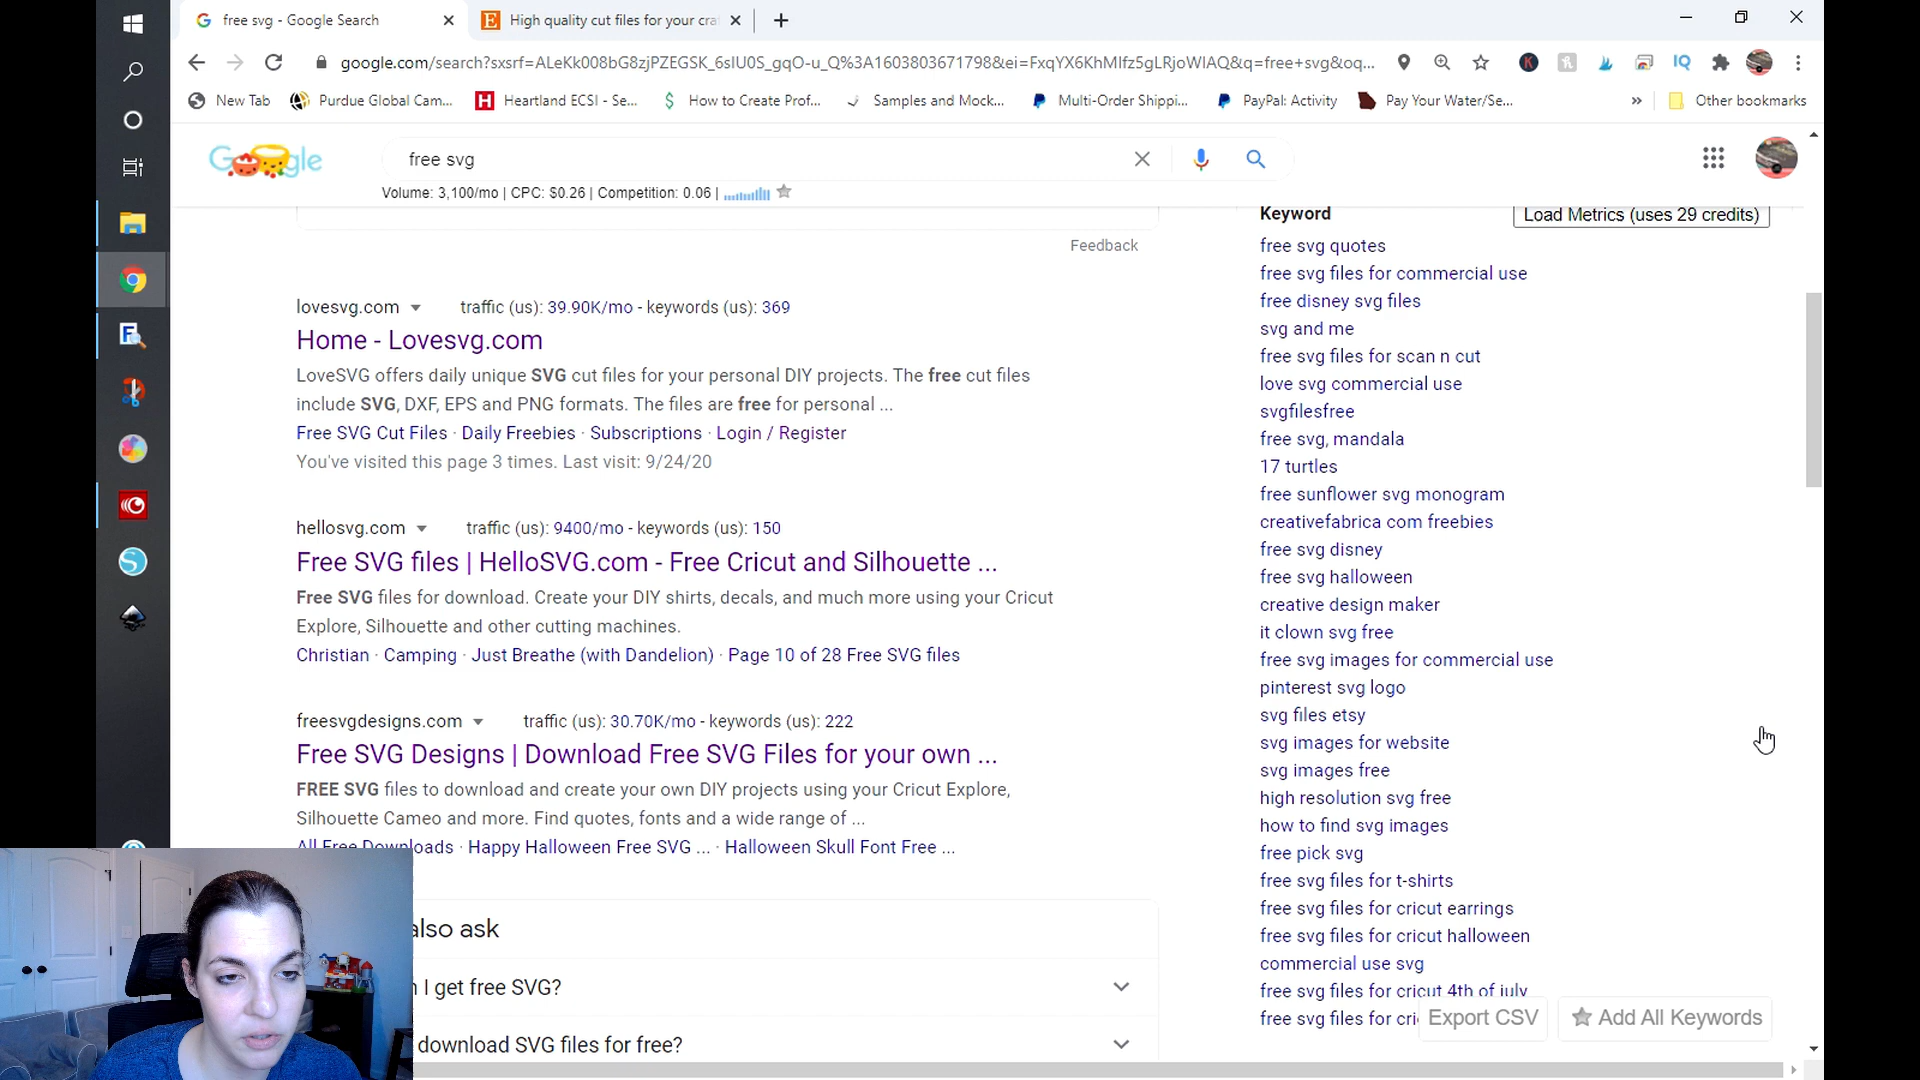 free svg - Google Search
High quality cut files for your cra
google.com/search?sxsrf=ALeKk008bG8zjPZEGSK_6sIU0S_gqO-u_Q%3A1603803671798&ei=FxqYX6KhMIfz5gLRjoWIAQ&q=free+svg&oq...
New Tab
Purdue Global Cam...
Heartland ECSI - Se...
How to Create Prof...
Samples and Mock...
Multi-Order Shippi...
PayPal: Activity
Pay Your Water/Se...
»
Other bookmarks
Google
free svg
Volume: 3,100/mo | CPC: $0.26 | Competition: 0.06 |
Feedback
lovesvg.com
traffic (us): 39.90K/mo - keywords (us): 369
Home - Lovesvg.com
LoveSVG offers daily unique SVG cut files for your personal DIY projects. The free cut files
include SVG, DXF, EPS and PNG formats. The files are free for personal ...
Free SVG Cut Files · Daily Freebies · Subscriptions · Login / Register
You've visited this page 3 times. Last visit: 9/24/20
hellosvg.com
traffic (us): 9400/mo - keywords (us): 150
Free SVG files | HelloSVG.com - Free Cricut and Silhouette ...
Free SVG files for download. Create your DIY shirts, decals, and much more using your Cricut
Explore, Silhouette and other cutting machines.
Christian · Camping · Just Breathe (with Dandelion) · Page 10 of 28 Free SVG files
freesvgdesigns.com
traffic (us): 30.70K/mo - keywords (us): 222
Free SVG Designs | Download Free SVG Files for your own ...
FREE SVG files to download and create your own DIY projects using your Cricut Explore,
Silhouette Cameo and more. Find quotes, fonts and a wide range of ...
All Free Downloads · Happy Halloween Free SVG ... · Halloween Skull Font Free ...
also ask
I get free SVG?
download SVG files for free?
Keyword
Load Metrics (uses 29 credits)
free svg quotes
free svg files for commercial use
free disney svg files
svg and me
free svg files for scan n cut
love svg commercial use
svgfilesfree
free svg, mandala
17 turtles
free sunflower svg monogram
creativefabrica com freebies
free svg disney
free svg halloween
creative design maker
it clown svg free
free svg images for commercial use
pinterest svg logo
svg files etsy
svg images for website
svg images free
high resolution svg free
how to find svg images
free pick svg
free svg files for t-shirts
free svg files for cricut earrings
free svg files for cricut halloween
commercial use svg
free svg files for cricut 4th of july
free svg files for cri
Export CSV
Add All Keywords